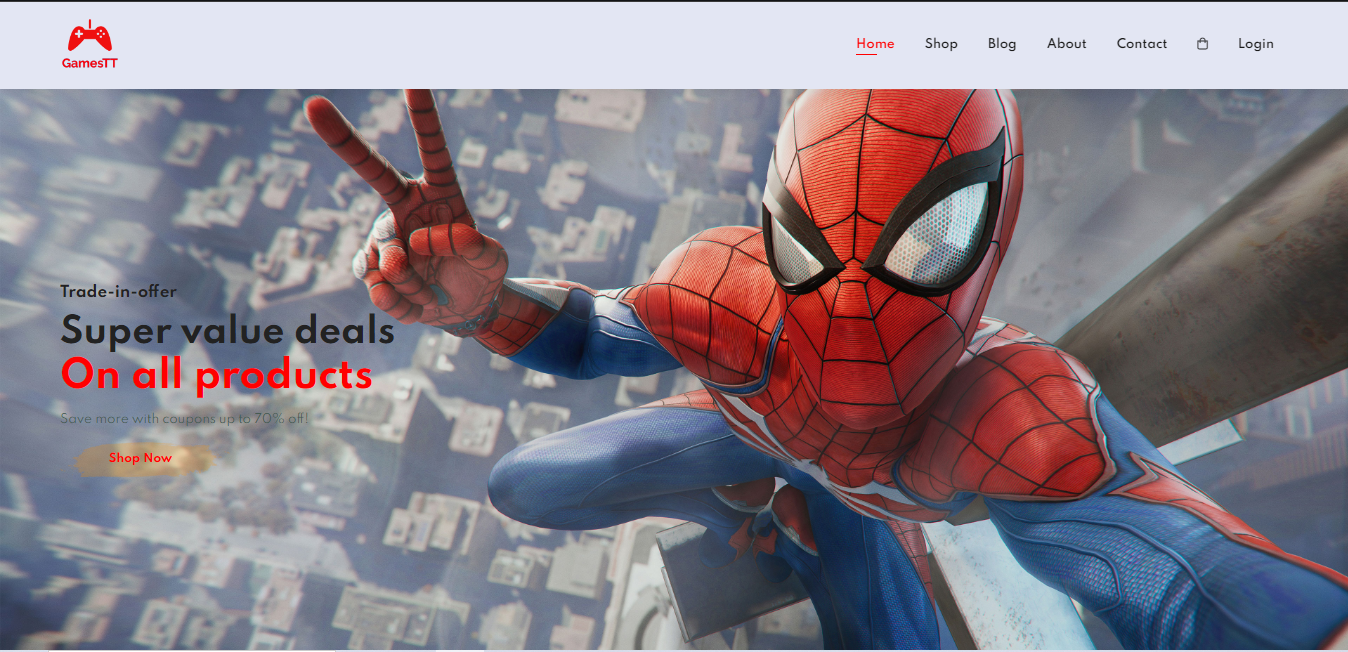 GamesTT
Home Shop Blog About Contact Login
Trade-in-offer
Super value deals
On all products
Save more with coupons up to 70% off!
Shop Now